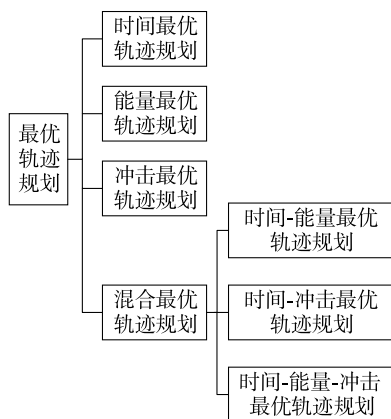 时间最优
轨迹规划
能量最优
轨迹规划
最优
轨迹
规划
冲击最优
轨迹规划
时间-能量最优
轨迹规划
混合最优
轨迹规划
时间-冲击最优
轨迹规划
时间-能量-冲击
最优轨迹规划